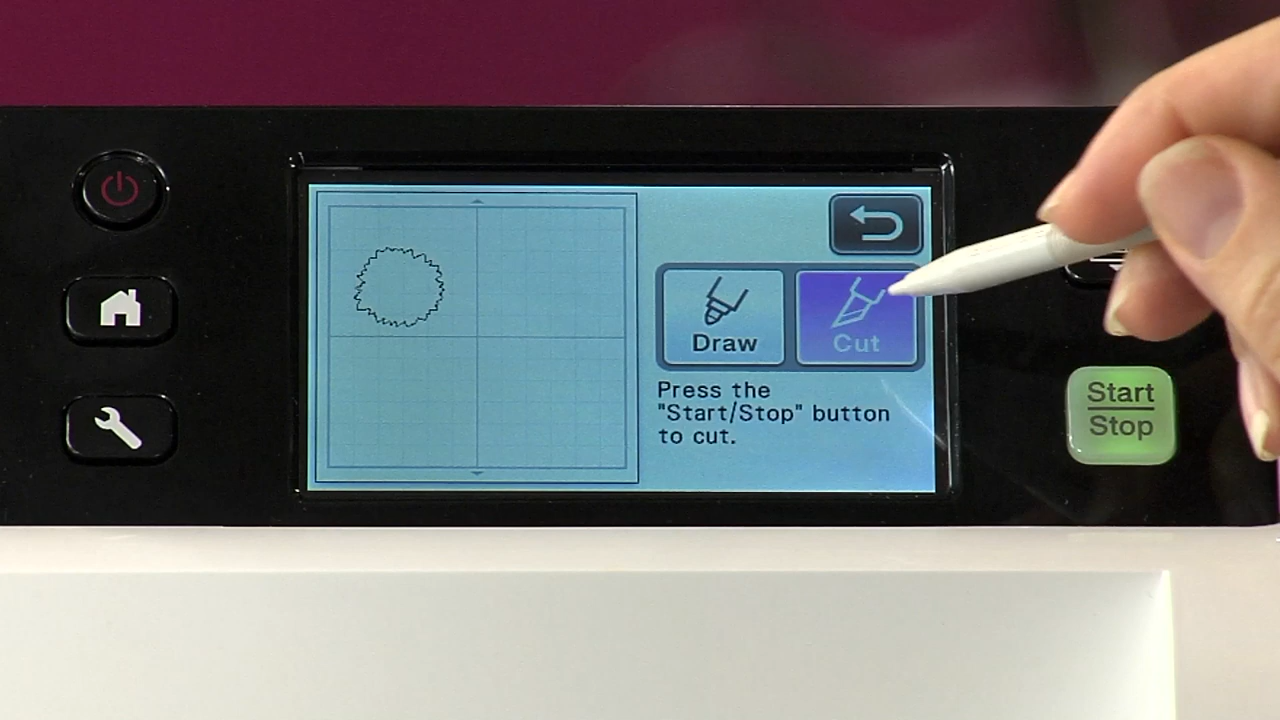 Draw
Cut
Press the
"Start/Stop" button
to cut.
Start
Stop